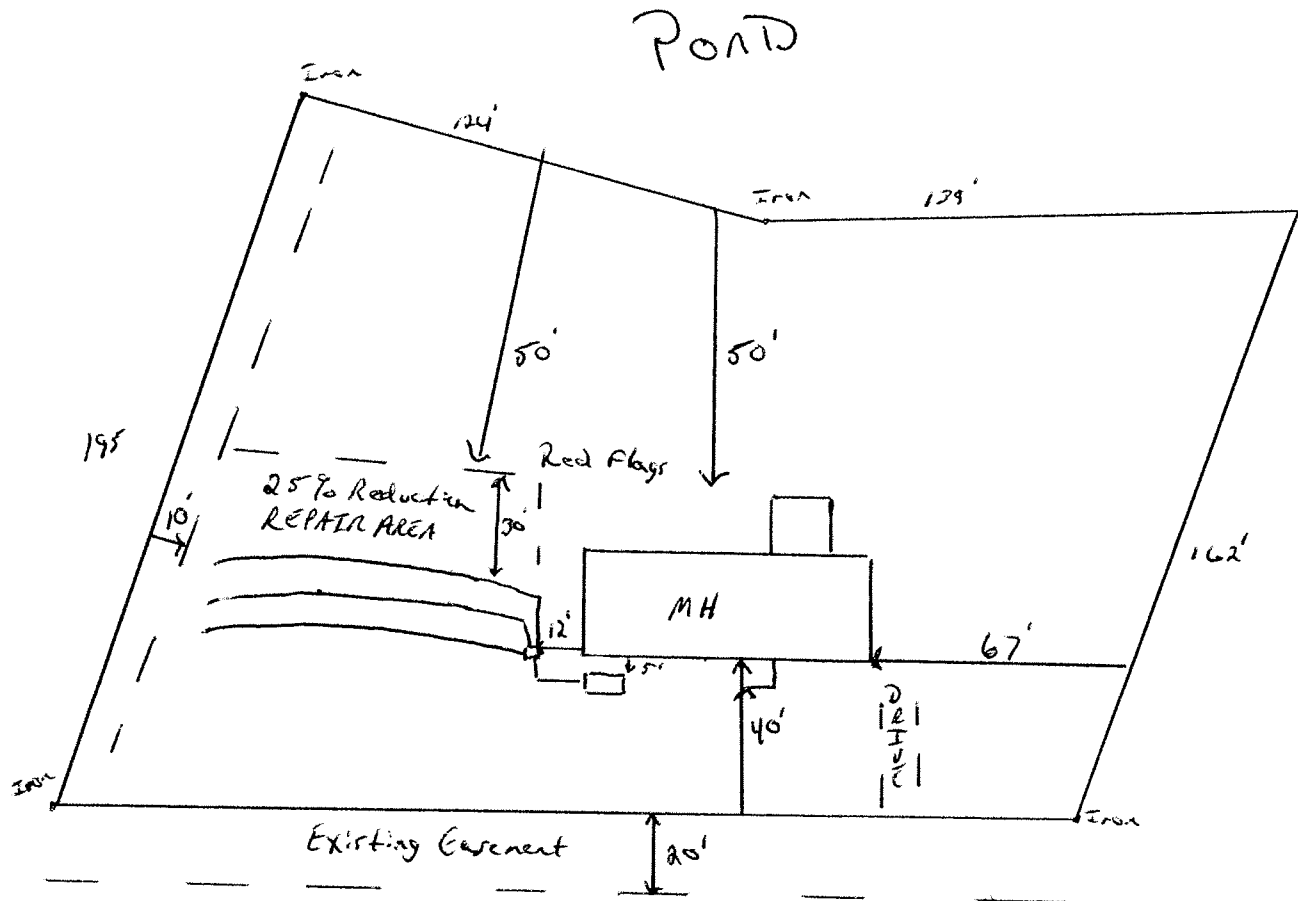 PonD
Iron
124'
Iron
139'
50'
50'
195
Red Flags
25% Reduction
REPAIR AREA
30'
10'
162'
MH
12'
67'
5'
40'
DRIVE
Iron
Iron
Existing Easement
20'